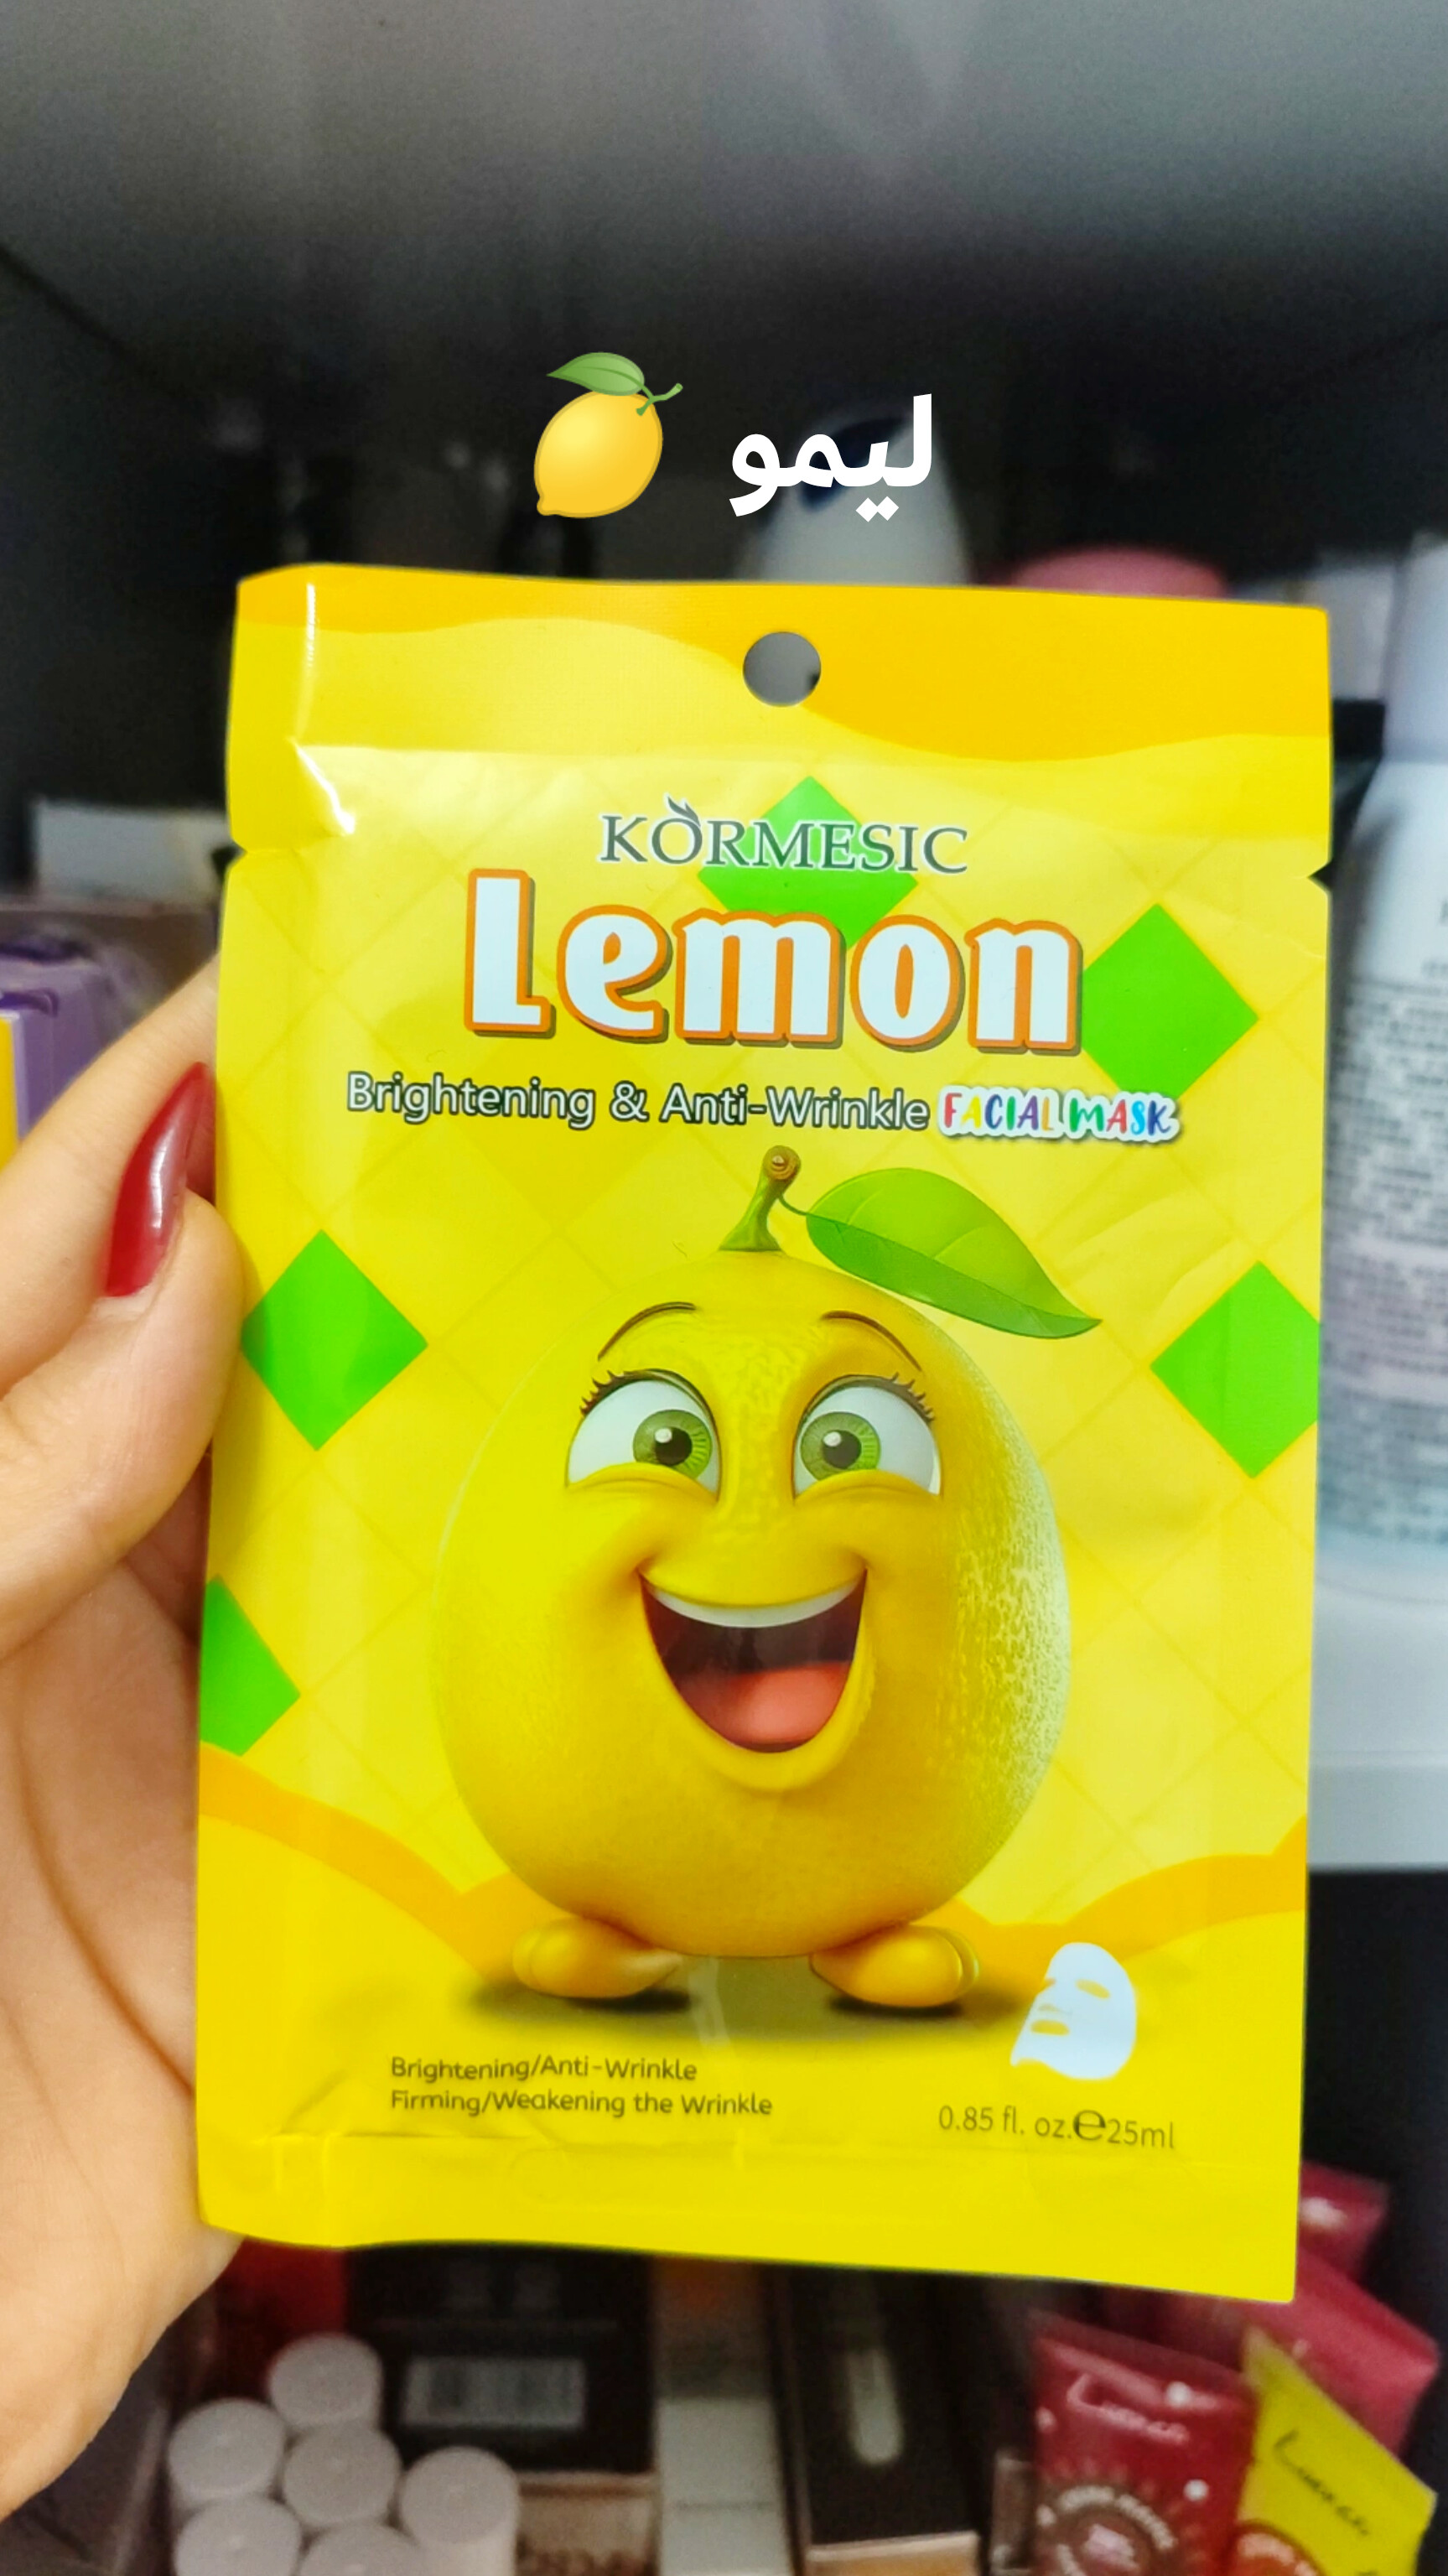 ليمو 🍋
KÒRMESIC
Lemon
Brightening & Anti-Wrinkle FACIAL MASK
Brightening/Anti-Wrinkle
Firming/Weakening the Wrinkle
0.85 fl. oz.℮25ml